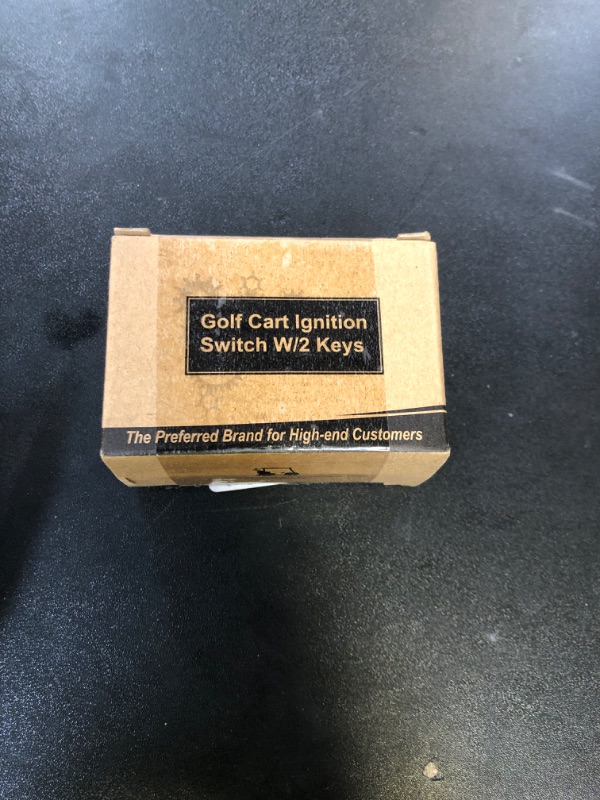 Golf Cart Ignition
Switch W/2 Keys
The Preferred Brand for High-end Customers